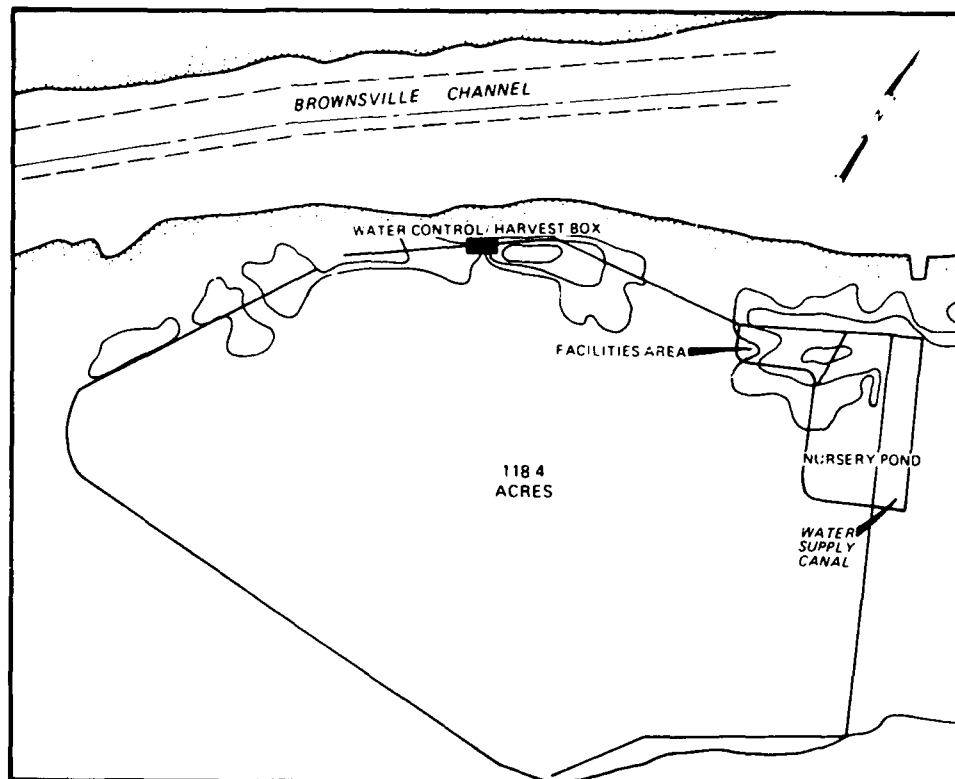 BROWNSVILLE CHANNEL
N
WATER CONTROL/HARVEST BOX
FACILITIES AREA
118 4
ACRES
NURSERY POND
WATER
SUPPLY
CANAL